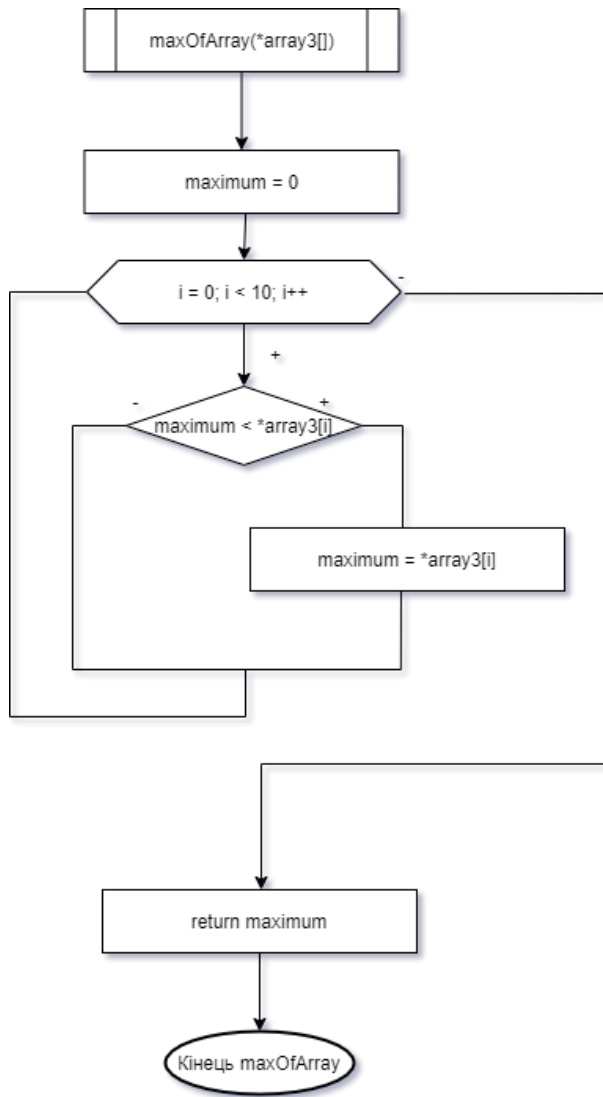 maxOfArray(*array3[])
maximum = 0
i = 0; i < 10; i++
-
+
-
+
maximum < *array3[i]
maximum = *array3[i]
return maximum
Кінець maxOfArray